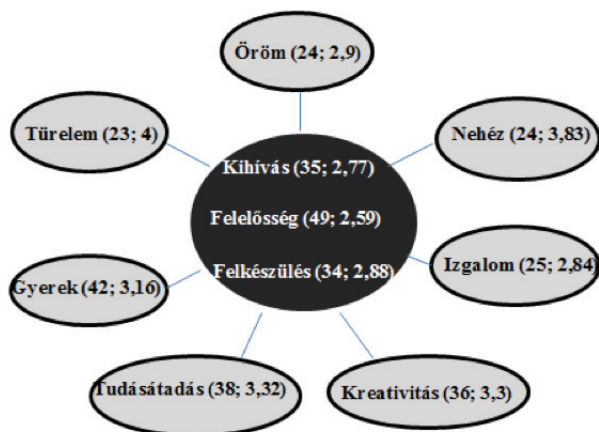 Öröm (24; 2,9)
Türelem (23; 4)
Nehéz (24; 3,83)
Kihívás (35; 2,77)
Felelősség (49; 2,59)
Felkészülés (34; 2,88)
Izgalom (25; 2,84)
Gyerek (42; 3,16)
Tudásátadás (38; 3,32)
Kreativitás (36; 3,3)